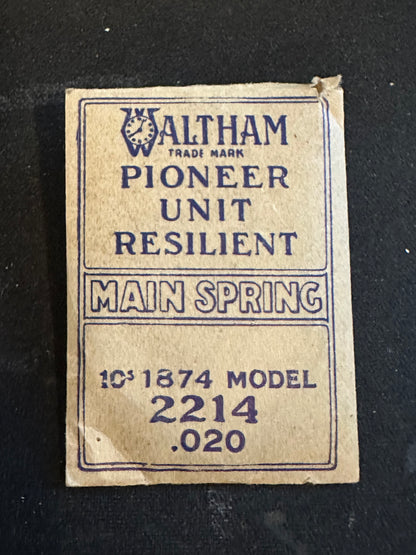 WALTHAM
TRADE MARK
PIONEER
UNIT
RESILIENT
MAIN SPRING
10ˢ 1874 MODEL
2214
.020